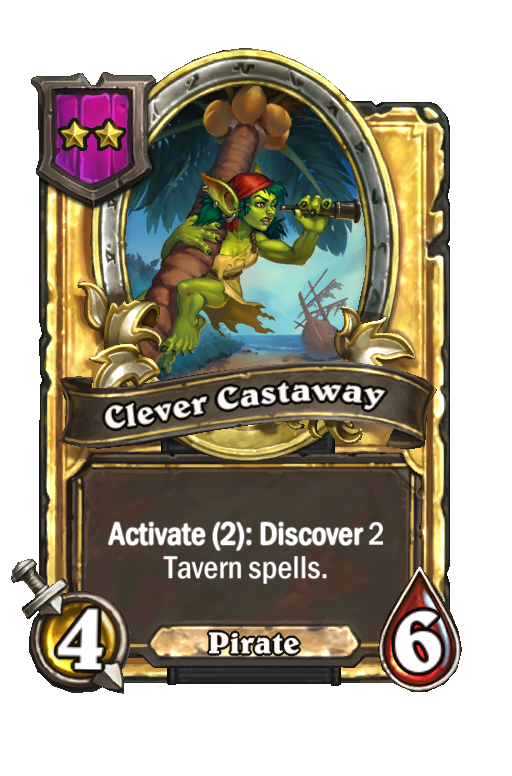 Clever Castaway
Activate (2): Discover 2
Tavern spells.
4
Pirate
6